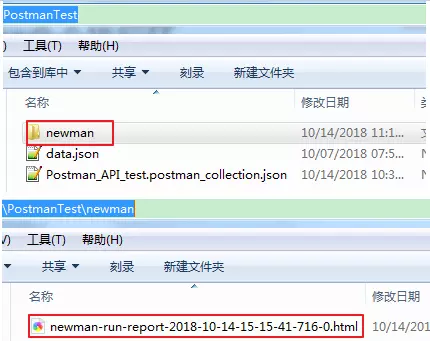 PostmanTest
工具(T) 帮助(H)
包含到库中 共享 刻录 新建文件夹
名称 修改日期
newman 10/14/2018 11:1...
data.json 10/07/2018 07:5...
Postman_API_test.postman_collection.json 10/14/2018 10:3...
\PostmanTest\newman
V) 工具(T) 帮助(H)
共享 刻录 新建文件夹
名称 修改日期
newman-run-report-2018-10-14-15-15-41-716-0.html 10/14/20